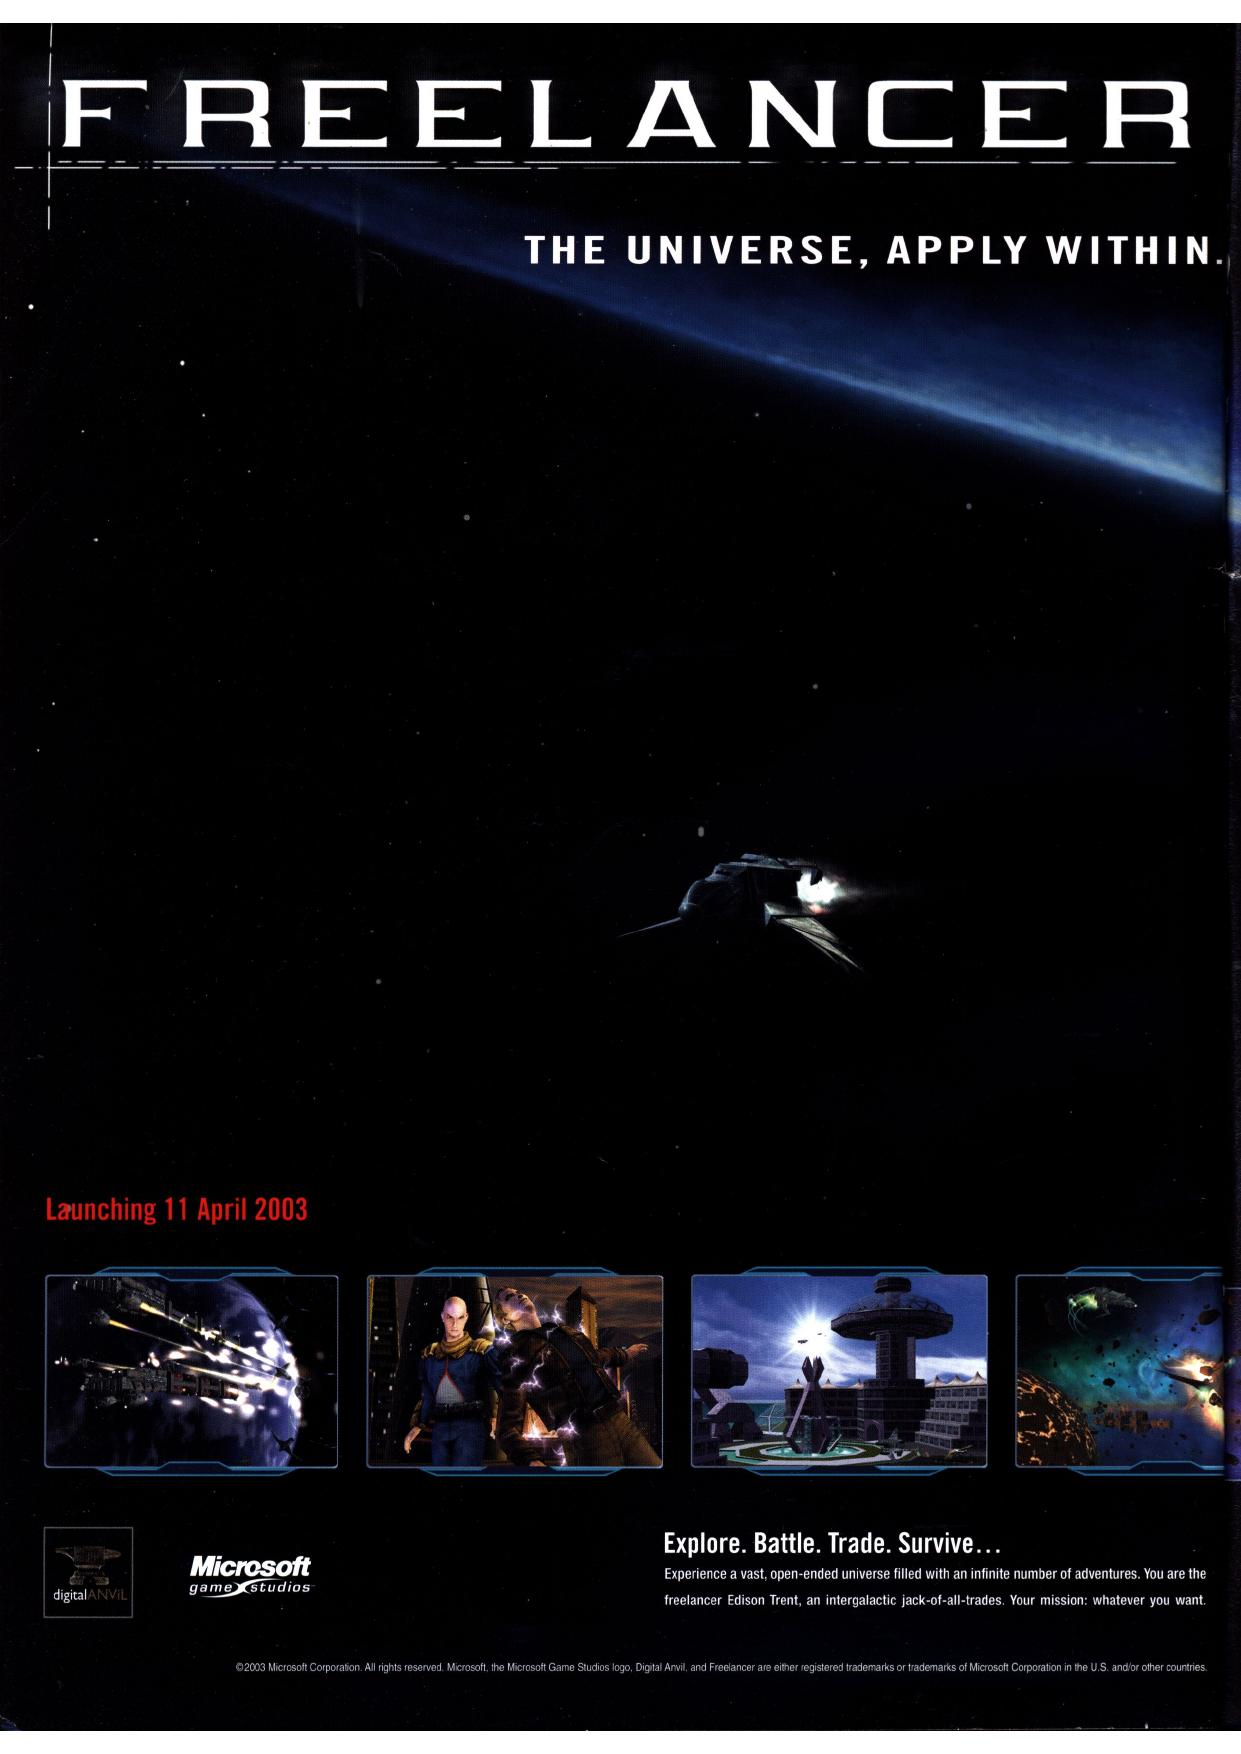 FREELANCER
THE UNIVERSE, APPLY WITHIN.
Launching 11 April 2003
digitalANViL
Microsoft
game studios
Explore. Battle. Trade. Survive...
Experience a vast, open-ended universe filled with an infinite number of adventures. You are the
freelancer Edison Trent, an intergalactic jack-of-all-trades. Your mission: whatever you want.
©2003 Microsoft Corporation. All rights reserved. Microsoft, the Microsoft Game Studios logo, Digital Anvil, and Freelancer are either registered trademarks or trademarks of Microsoft Corporation in the U.S. and/or other countries.